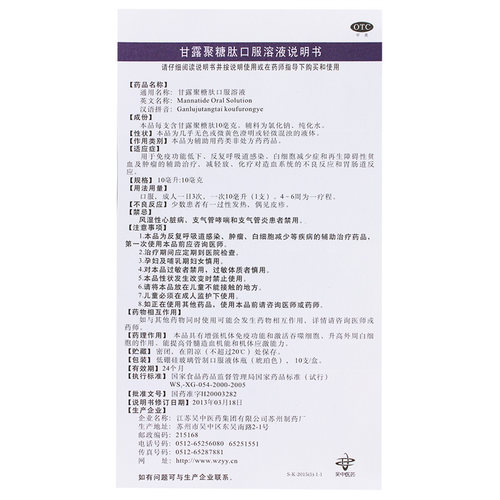 OTC
甲类
甘露聚糖肽口服溶液说明书
请仔细阅读说明书并按说明使用或在药师指导下购买和使用
【药品名称】
通用名称：甘露聚糖肽口服溶液
英文名称：Mannatide Oral Solution
汉语拼音：Ganlujutangtai koufurongye
【成份】
本品每支含甘露聚糖肽10毫克。辅料为氯化钠、纯化水。
【性状】本品为几乎无色或微黄色澄明或轻微混浊的液体。
【作用类别】本品为辅助用药类非处方药药品。
【适应症】
用于免疫功能低下、反复呼吸道感染、白细胞减少症和再生障碍性贫
血及肿瘤的辅助治疗，减轻放、化疗对造血系统的不良反应和胃肠道反
应。
【规格】10毫升:10毫克
【用法用量】
口服。成人一日3次，一次10毫升（1支）。4～6周为一疗程。
【不良反应】少数患者有一过性发热，偶见皮疹。
【禁忌】
风湿性心脏病、支气管哮喘和支气管炎患者禁用。
【注意事项】
1.本品为反复呼吸道感染、肿瘤、白细胞减少等疾病的辅助治疗药品，
第一次使用本品前应咨询医师。
2.治疗期间应定期到医院检查。
3.孕妇及哺乳期妇女慎用。
4.对本品过敏者禁用，过敏体质者慎用。
5.本品性状发生改变时禁止使用。
6.请将本品放在儿童不能接触的地方。
7.儿童必须在成人监护下使用。
8.如正在使用其他药品，使用本品前请咨询医师或药师。
【药物相互作用】
如与其他药物同时使用可能会发生药物相互作用，详情请咨询医师或
药师。
【药理作用】本品具有增强机体免疫功能和激活吞噬细胞，升高外周白细
胞的作用。能提高骨髓造血机能和机体应激能力。
【贮藏】密闭，在阴凉（不超过20℃）处保存。
【包装】低硼硅玻璃管制口服液体瓶（琥珀色），10支/盒。
【有效期】24个月
【执行标准】国家食品药品监督管理局国家药品标准（试行）
WS₁-XG-054-2000-2005
【批准文号】国药准字H20003282
【说明书修订日期】2013年03月18日
【生产企业】
企业名称：江苏吴中医药集团有限公司苏州制药厂
生产地址：苏州市吴中区东吴南路2-1号
邮政编码：215168
电话号码：0512-65256080 65251551
传真号码：0512-65287881
网 址：http://www.wzyy.cn
如有问题可与生产企业联系。
吴中医药